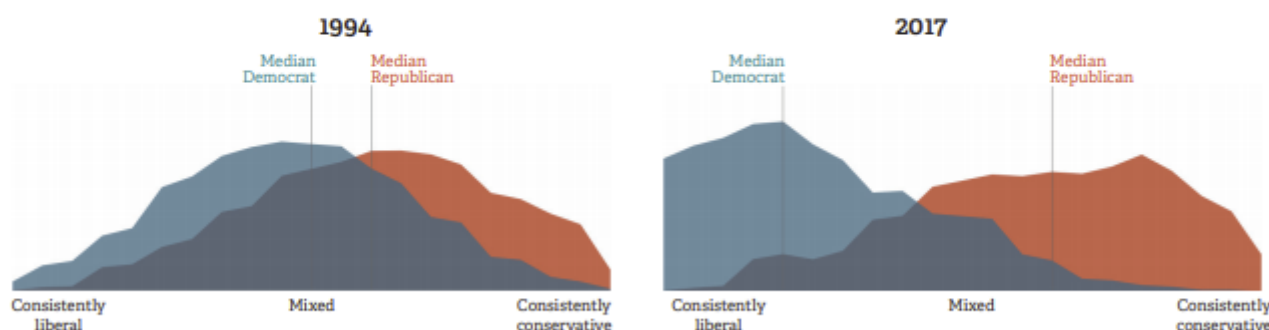 1994
Median
Democrat
Median
Republican
Consistently
liberal
Mixed
Consistently
conservative
2017
Median
Democrat
Median
Republican
Consistently
liberal
Mixed
Consistently
conservative